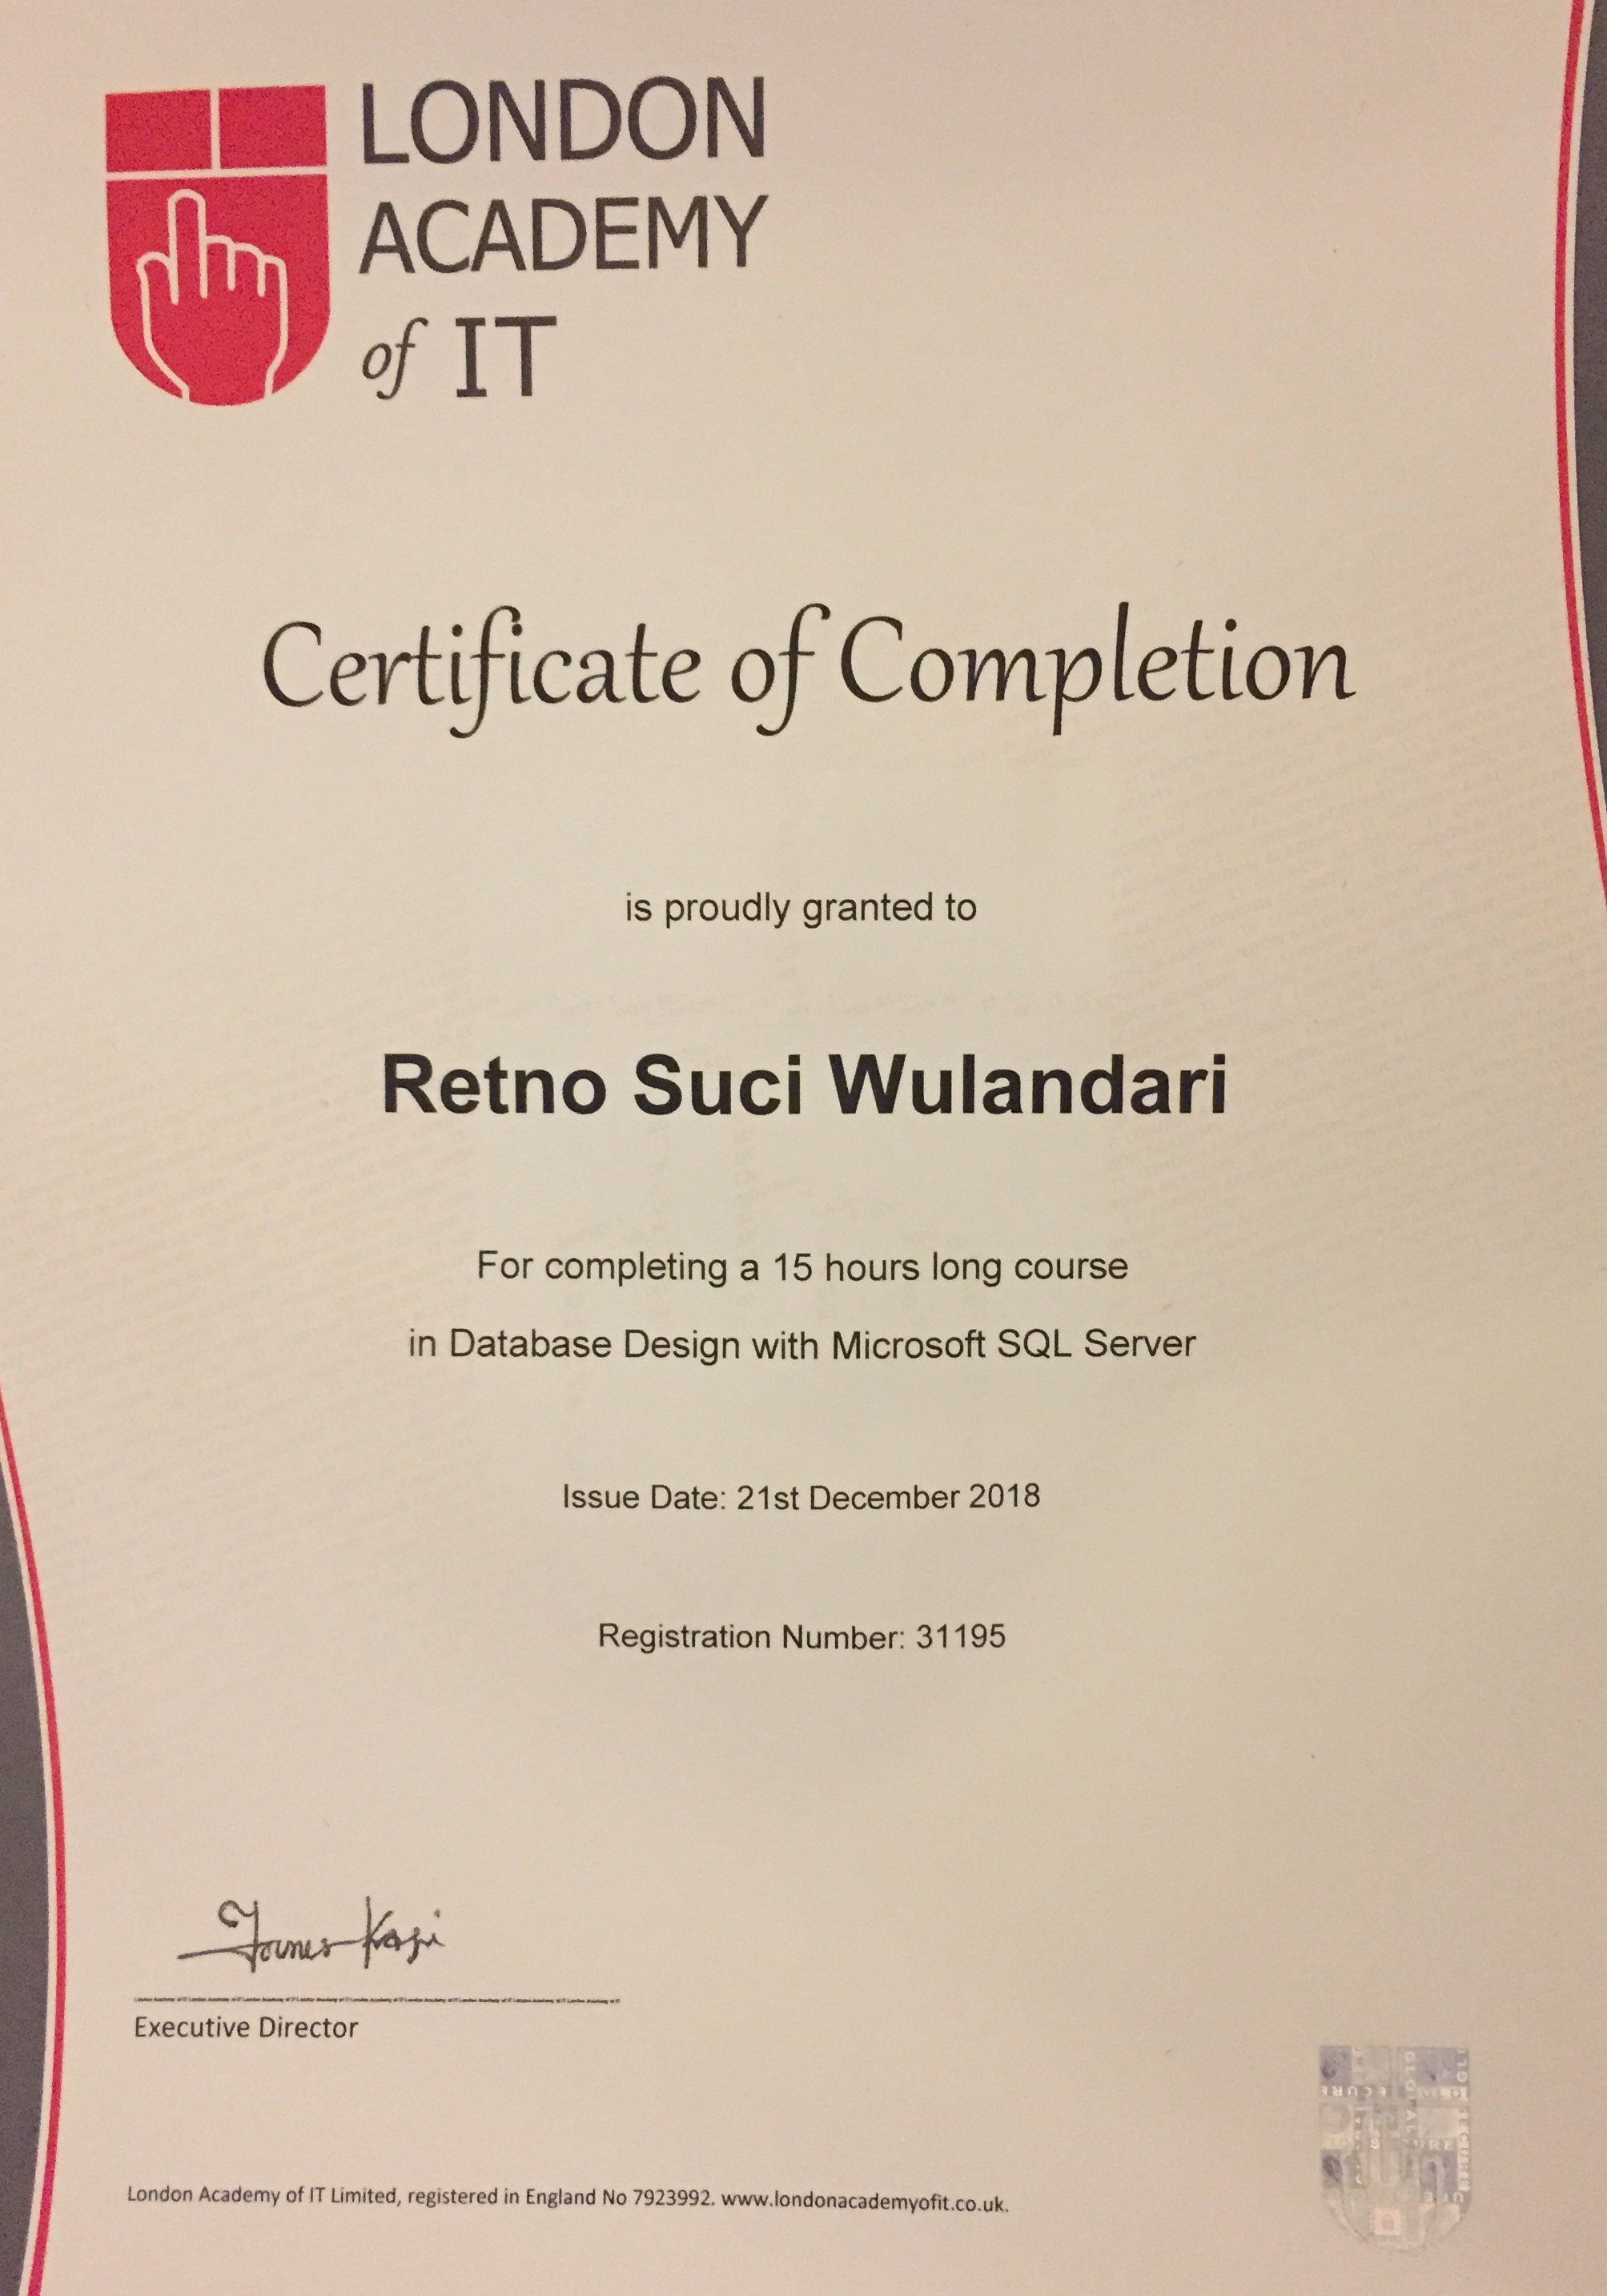 LONDON
ACADEMY
of IT
Certificate of Completion
is proudly granted to
Retno Suci Wulandari
For completing a 15 hours long course
in Database Design with Microsoft SQL Server
Issue Date: 21st December 2018
Registration Number: 31195
Executive Director
London Academy of IT Limited, registered in England No 7923992. www.londonacademyofit.co.uk.